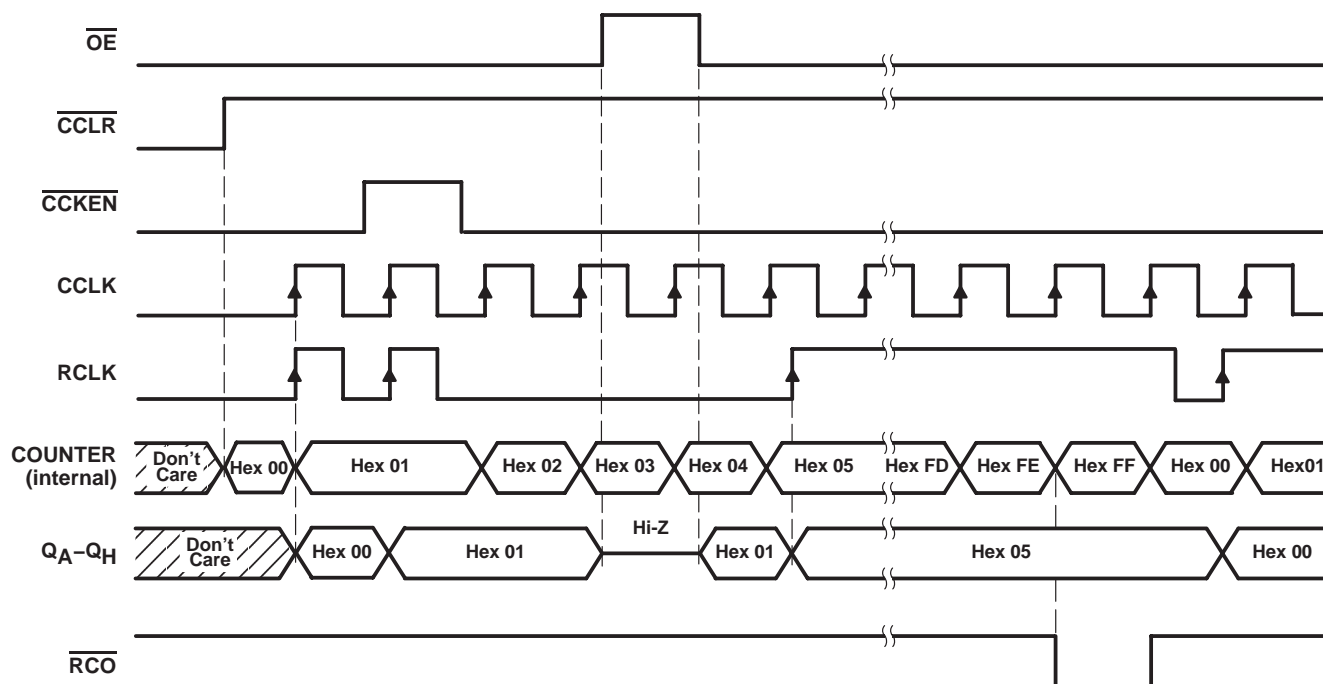 OE
CCLR
CCKEN
CCLK
RCLK
COUNTER
(internal)
Don't
Care
Hex 00
Hex 01
Hex 02
Hex 03
Hex 04
Hex 05
Hex FD
Hex FE
Hex FF
Hex 00
Hex01
QA–QH
Don't
Care
Hex 00
Hex 01
Hi-Z
Hex 01
Hex 05
Hex 00
RCO